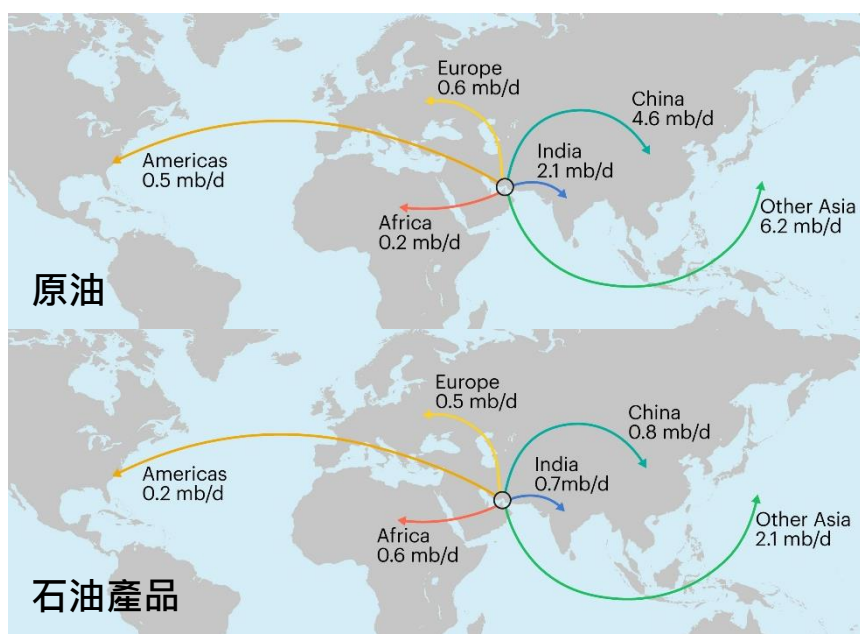 Europe
0.6 mb/d
China
4.6 mb/d
Americas
0.5 mb/d
India
2.1 mb/d
Africa
0.2 mb/d
Other Asia
6.2 mb/d
原油
Europe
0.5 mb/d
China
0.8 mb/d
Americas
0.2 mb/d
India
0.7mb/d
Africa
0.6 mb/d
Other Asia
2.1 mb/d
石油產品